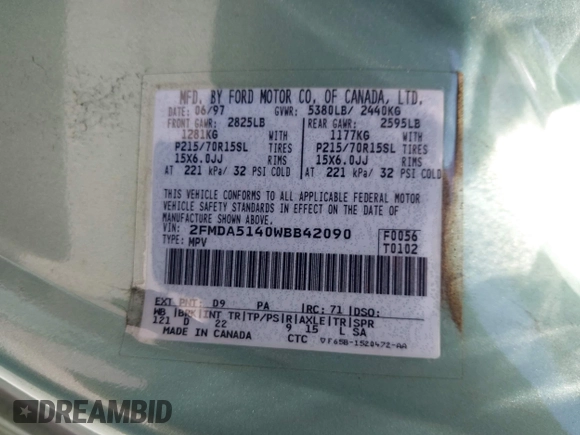 MFD. BY FORD MOTOR CO. OF CANADA, LTD.
DATE: 06/97 GVWR: 5380LB/ 2440KG
FRONT GAWR: 2825LB REAR GAWR: 2595LB
1281KG WITH 1177KG WITH
P215/70R15SL TIRES P215/70R15SL TIRES
15X6.0JJ RIMS 15X6.0JJ RIMS
AT 221 kPa/ 32 PSI COLD AT 221 kPa/ 32 PSI COLD
THIS VEHICLE CONFORMS TO ALL APPLICABLE FEDERAL MOTOR
VEHICLE SAFETY STANDARDS IN EFFECT ON THE DATE OF
MANUFACTURE SHOWN ABOVE.
VIN: 2FMDA5140WBB42090 F0056
TYPE: MPV T0102
EXT PNT: D9 PA RC: 71 DSO:
WB BRK INT TR TP/PS R AXLE TR SPR
121 D 22 9 15 L SA
MADE IN CANADA CTC F65B-1520472-AA
DREAMBID